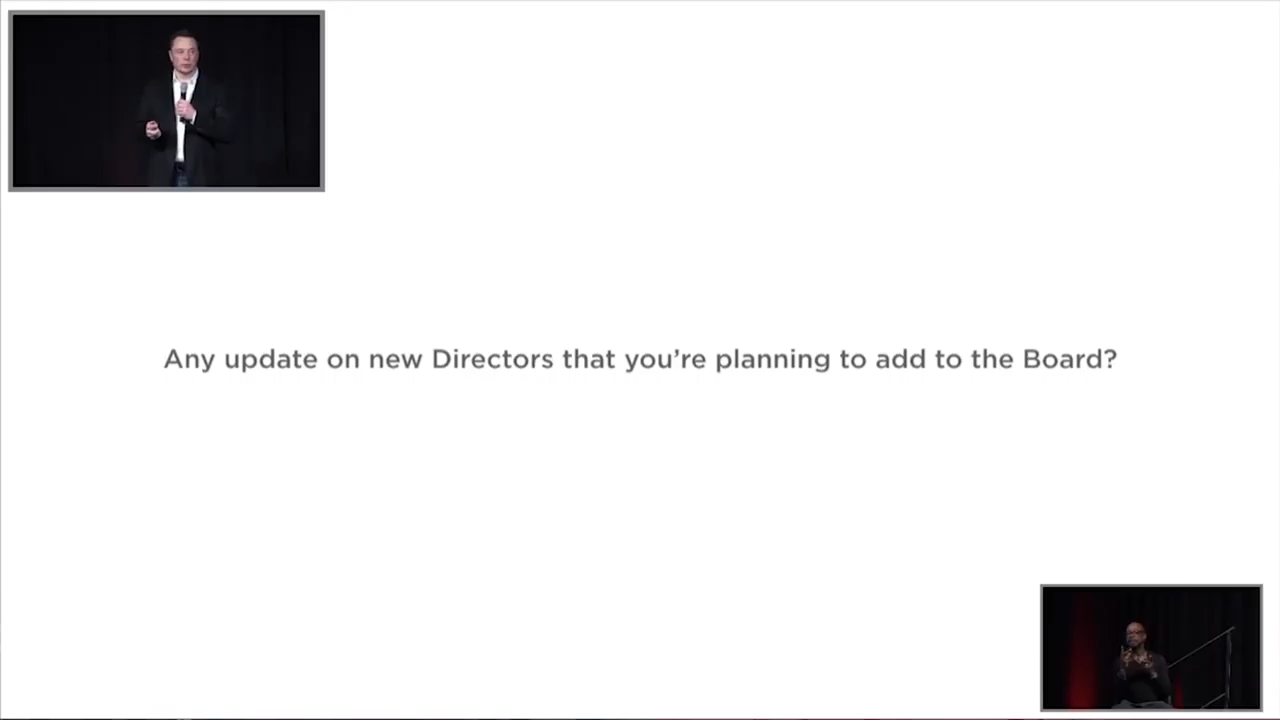 Any update on new Directors that you’re planning to add to the Board?